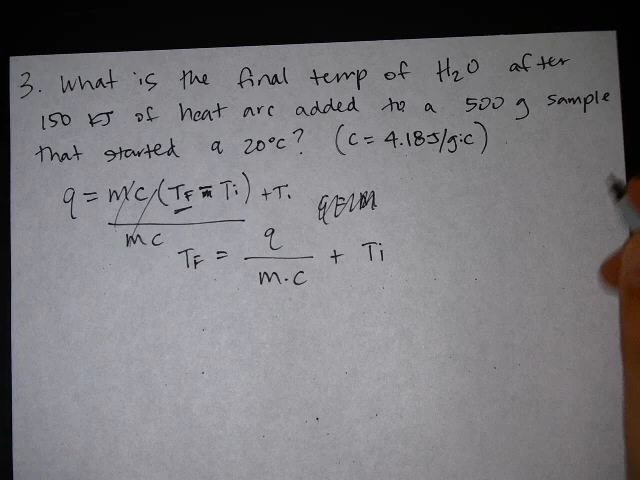 3. What is the final temp of H2O after
150 kJ of heat are added to a 500 g sample
that started a 20°C? (C = 4.18J/g·c)
q = mc(TF = Ti) + Ti
mc
TF = q / m·c + Ti